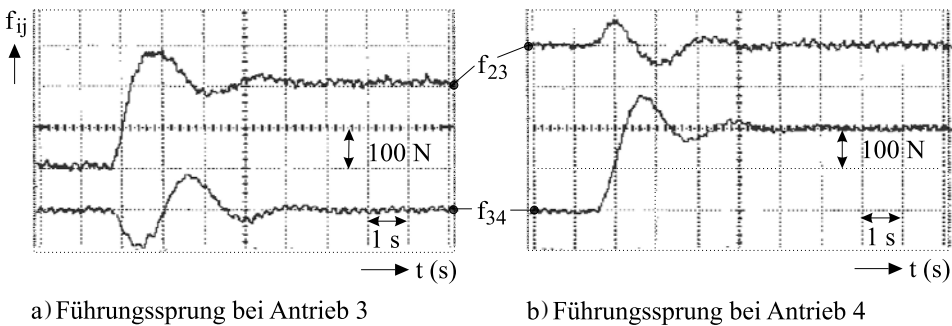 f_ij
f_23
100 N
100 N
f_34
1 s
1 s
t (s)
t (s)
a) Führungssprung bei Antrieb 3
b) Führungssprung bei Antrieb 4